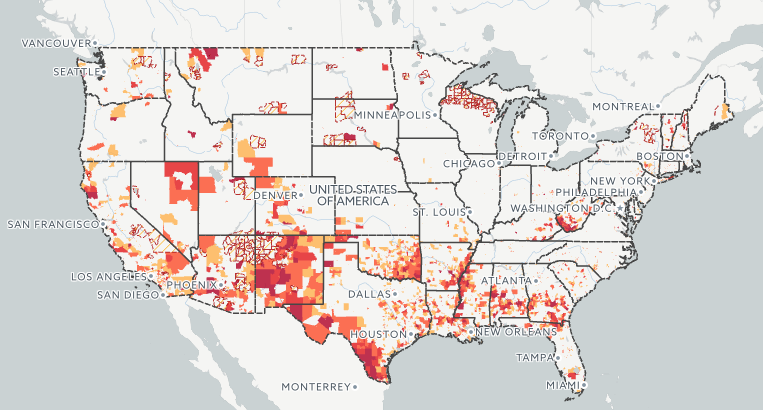 VANCOUVER
SEATTLE
MONTREAL
MINNEAPOLIS
TORONTO
DETROIT
BOSTON
CHICAGO
NEW YORK
DENVER
UNITED STATES
OF AMERICA
PHILADELPHIA
ST. LOUIS
WASHINGTON D.C.
SAN FRANCISCO
LOS ANGELES
PHOENIX
ATLANTA
SAN DIEGO
DALLAS
HOUSTON
NEW ORLEANS
TAMPA
MIAMI
MONTERREY